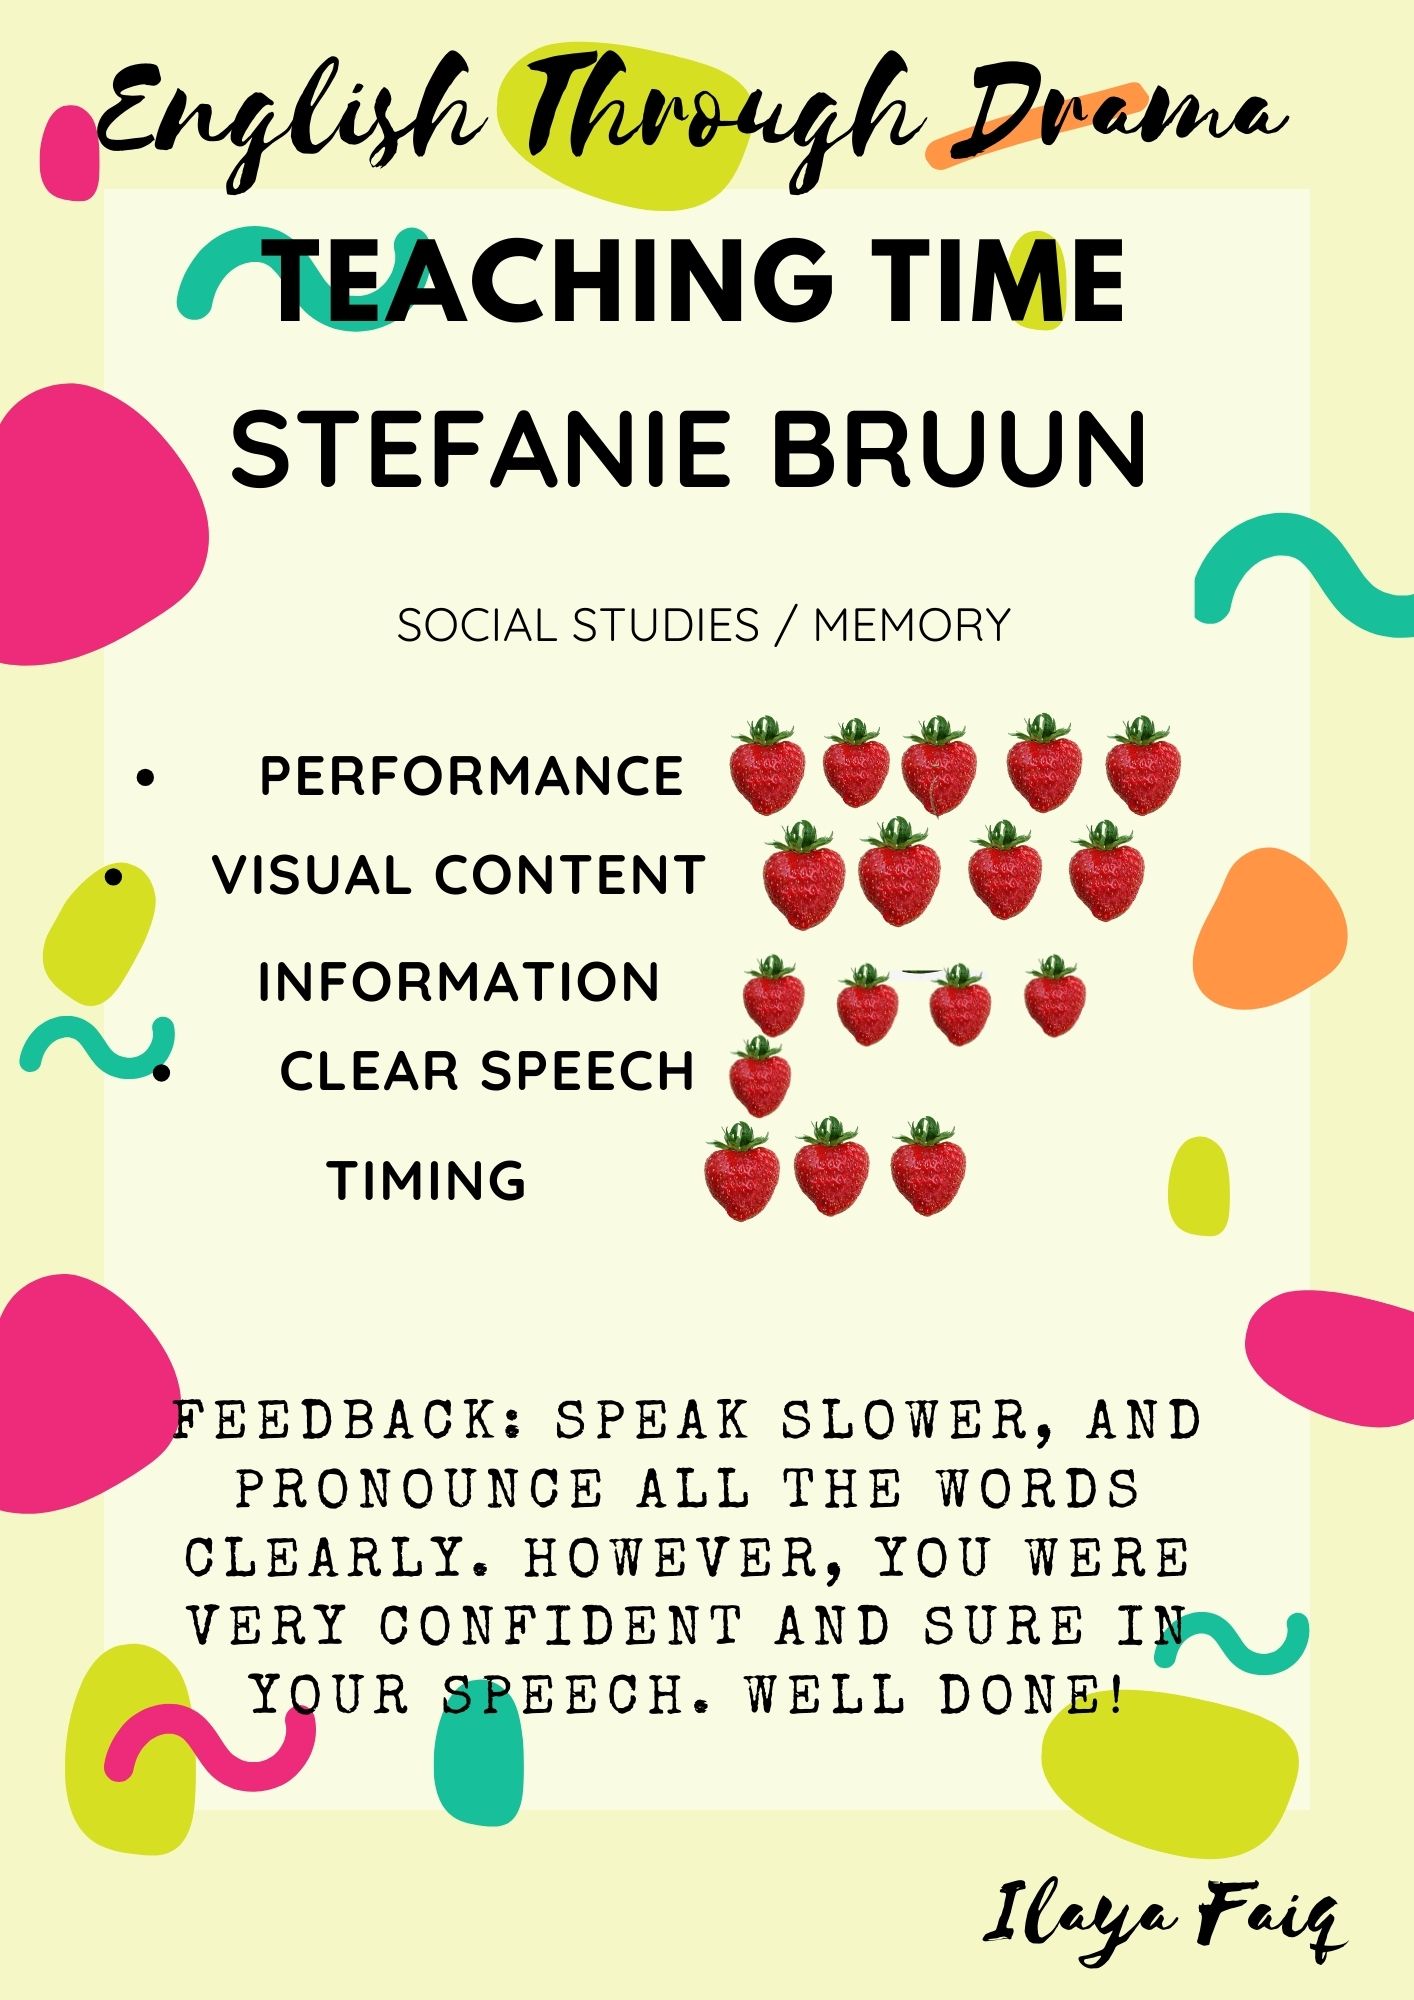 English Through Drama
TEACHING TIME
STEFANIE BRUUN
SOCIAL STUDIES / MEMORY
• PERFORMANCE
• VISUAL CONTENT
INFORMATION
• CLEAR SPEECH
TIMING
FEEDBACK: SPEAK SLOWER, AND
PRONOUNCE ALL THE WORDS
CLEARLY. HOWEVER, YOU WERE
VERY CONFIDENT AND SURE IN
YOUR SPEECH. WELL DONE!
Ilaya Faiq